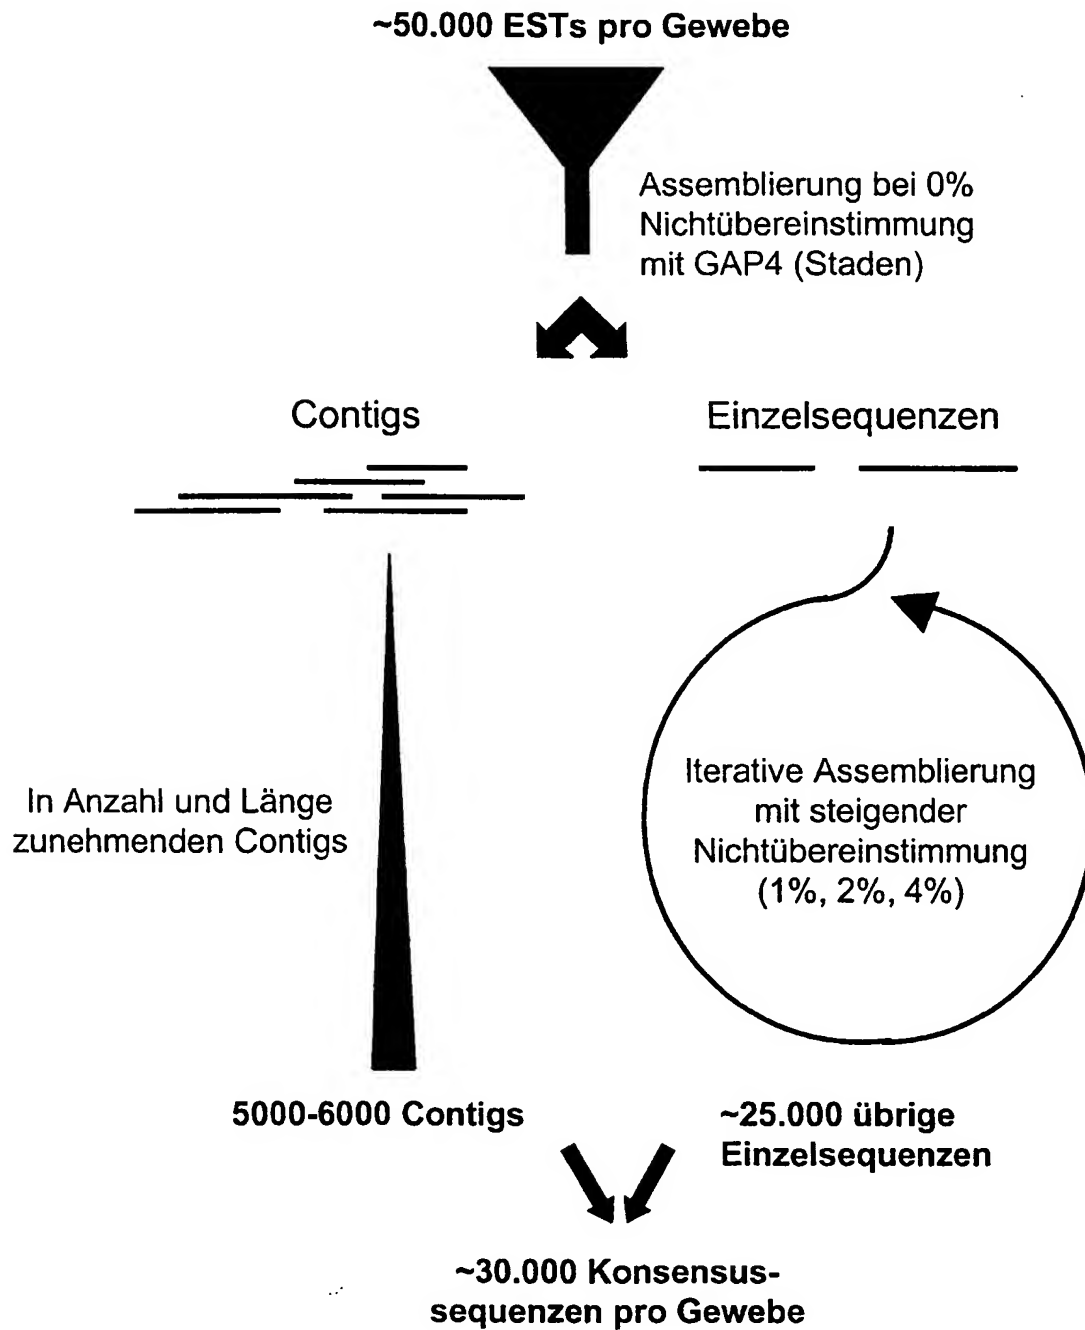 ~50.000 ESTs pro Gewebe
Assemblierung bei 0%
Nichtübereinstimmung
mit GAP4 (Staden)
Contigs
Einzelsequenzen
In Anzahl und Länge
zunehmenden Contigs
Iterative Assemblierung
mit steigender
Nichtübereinstimmung
(1%, 2%, 4%)
5000-6000 Contigs
~25.000 übrige
Einzelsequenzen
~30.000 Konsensus-
sequenzen pro Gewebe